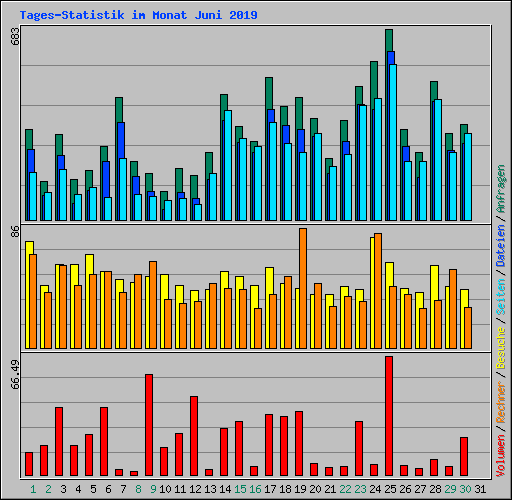 Tages-Statistik im Monat Juni 2019
683
86
66.49
Volumen / Rechner / Besuche / Seiten / Dateien / Anfragen
1 2 3 4 5 6 7 8 9 10 11 12 13 14 15 16 17 18 19 20 21 22 23 24 25 26 27 28 29 30 31